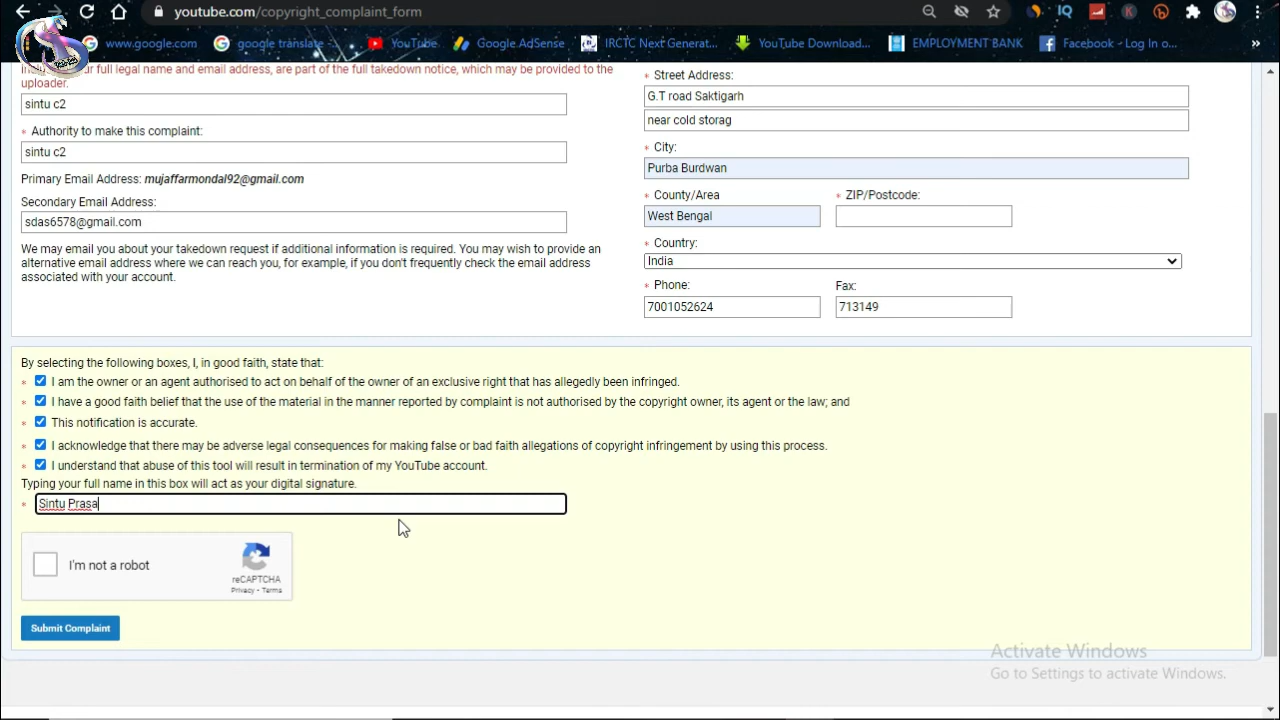 youtube.com/copyright_complaint_form
www.google.com
google translate -...
YouTube
Google AdSense
IRCTC Next Generat...
YouTube Download...
EMPLOYMENT BANK
Facebook - Log In o...
»
ur full legal name and email address, are part of the full takedown notice, which may be provided to the
uploader.
sintu c2
* Authority to make this complaint:
sintu c2
Primary Email Address: mujaffarmondal92@gmail.com
Secondary Email Address:
sdas6578@gmail.com
We may email you about your takedown request if additional information is required. You may wish to provide an
alternative email address where we can reach you, for example, if you don't frequently check the email address
associated with your account.
* Street Address:
G.T road Saktigarh
near cold storag
* City:
Purba Burdwan
* County/Area
* ZIP/Postcode:
West Bengal
* Country:
India
* Phone:
Fax:
7001052624
713149
By selecting the following boxes, I, in good faith, state that:
* I am the owner or an agent authorised to act on behalf of the owner of an exclusive right that has allegedly been infringed.
* I have a good faith belief that the use of the material in the manner reported by complaint is not authorised by the copyright owner, its agent or the law; and
* This notification is accurate.
* I acknowledge that there may be adverse legal consequences for making false or bad faith allegations of copyright infringement by using this process.
* I understand that abuse of this tool will result in termination of my YouTube account.
Typing your full name in this box will act as your digital signature.
* Sintu Prasa
I'm not a robot
reCAPTCHA
Privacy - Terms
Submit Complaint
Activate Windows
Go to Settings to activate Windows.